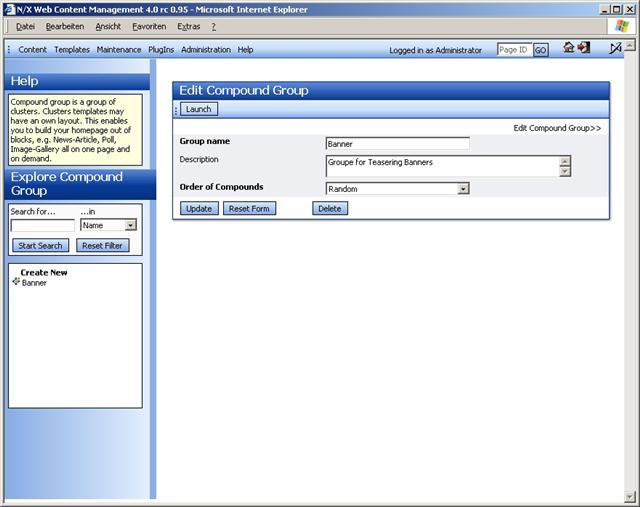 N/X Web Content Management 4.0 rc 0.95 - Microsoft Internet Explorer
Datei Bearbeiten Ansicht Favoriten Extras ?
Content Templates Maintenance PlugIns Administration Help Logged in as Administrator Page ID GO
Help
Compound group is a group of
clusters. Clusters templates may
have an own layout. This enables
you to build your homepage out of
blocks, e.g. News-Article, Poll,
Image-Gallery all on one page and
on demand.
Explore Compound
Group
Search for... ...in
Name
Start Search Reset Filter
Create New
Banner
Edit Compound Group
Launch
Edit Compound Group>>
Group name Banner
Description Groupe for Teasering Banners
Order of Compounds Random
Update Reset Form Delete